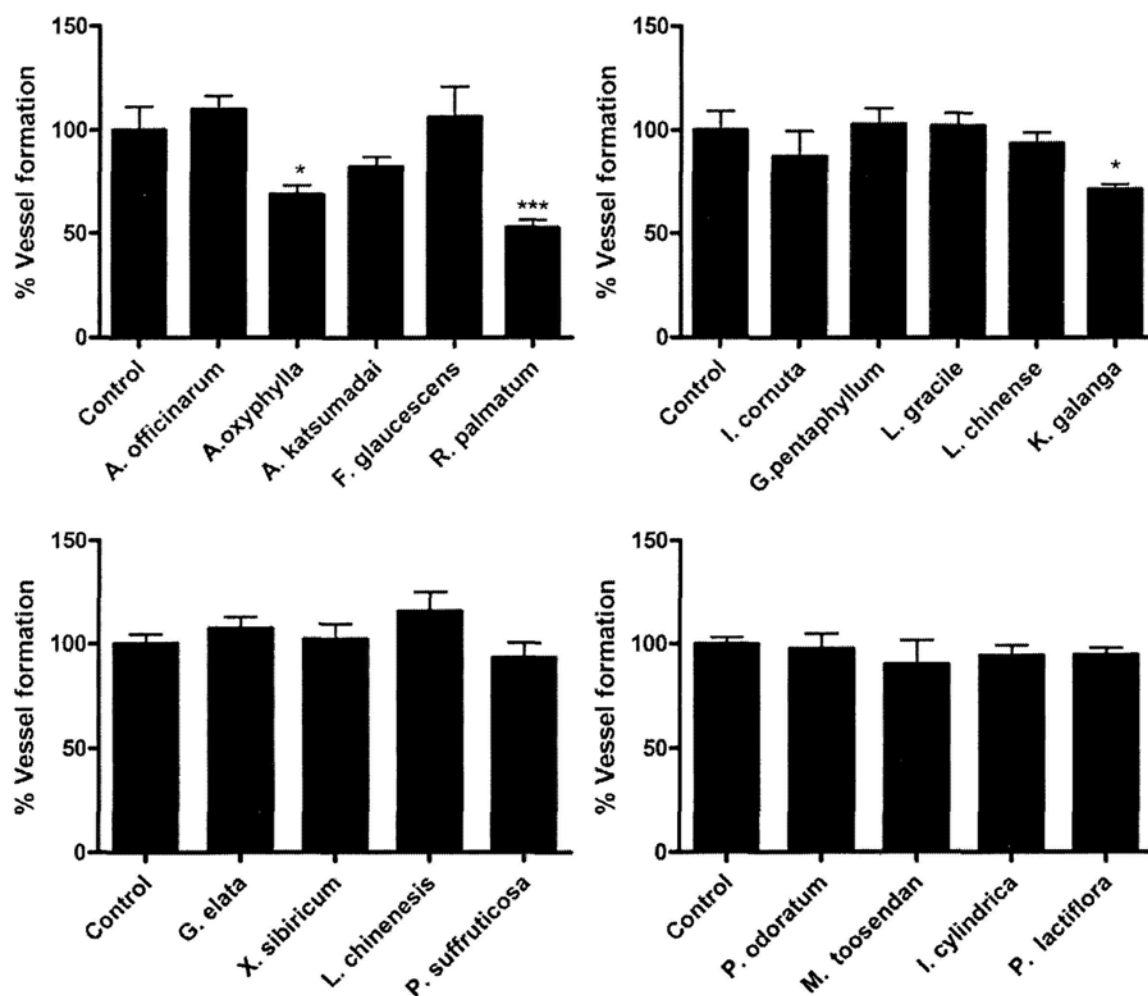 150
100
50
0
% Vessel formation
*
***
Control
A. officinarum
A.oxyphylla
A. katsumadai
F. glaucescens
R. palmatum
150
100
50
0
% Vessel formation
*
Control
I. cornuta
G.pentaphyllum
L. gracile
L. chinense
K. galanga
150
100
50
0
% Vessel formation
Control
G. elata
X. sibiricum
L. chinenesis
P. suffruticosa
150
100
50
0
% Vessel formation
Control
P. odoratum
M. toosendan
I. cylindrica
P. lactiflora